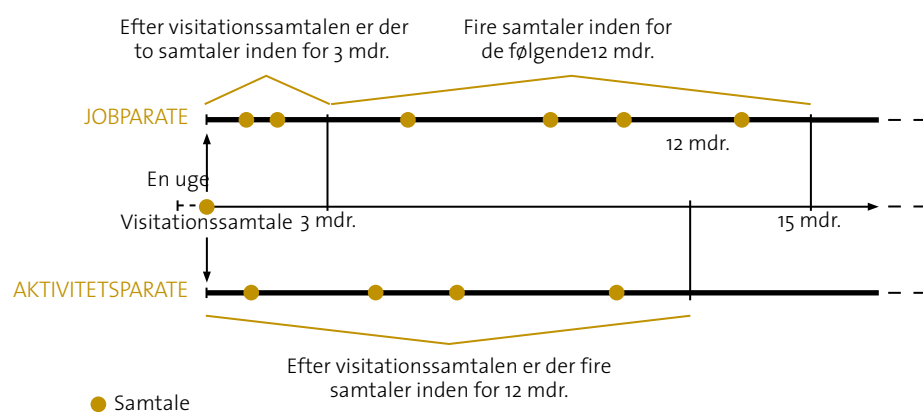 Efter visitationssamtalen er der
to samtaler inden for 3 mdr.
Fire samtaler inden for
de følgende12 mdr.
JOBPARATE
12 mdr.
En uge
Visitationssamtale
3 mdr.
15 mdr.
AKTIVITETSPARATE
Efter visitationssamtalen er der fire
samtaler inden for 12 mdr.
Samtale